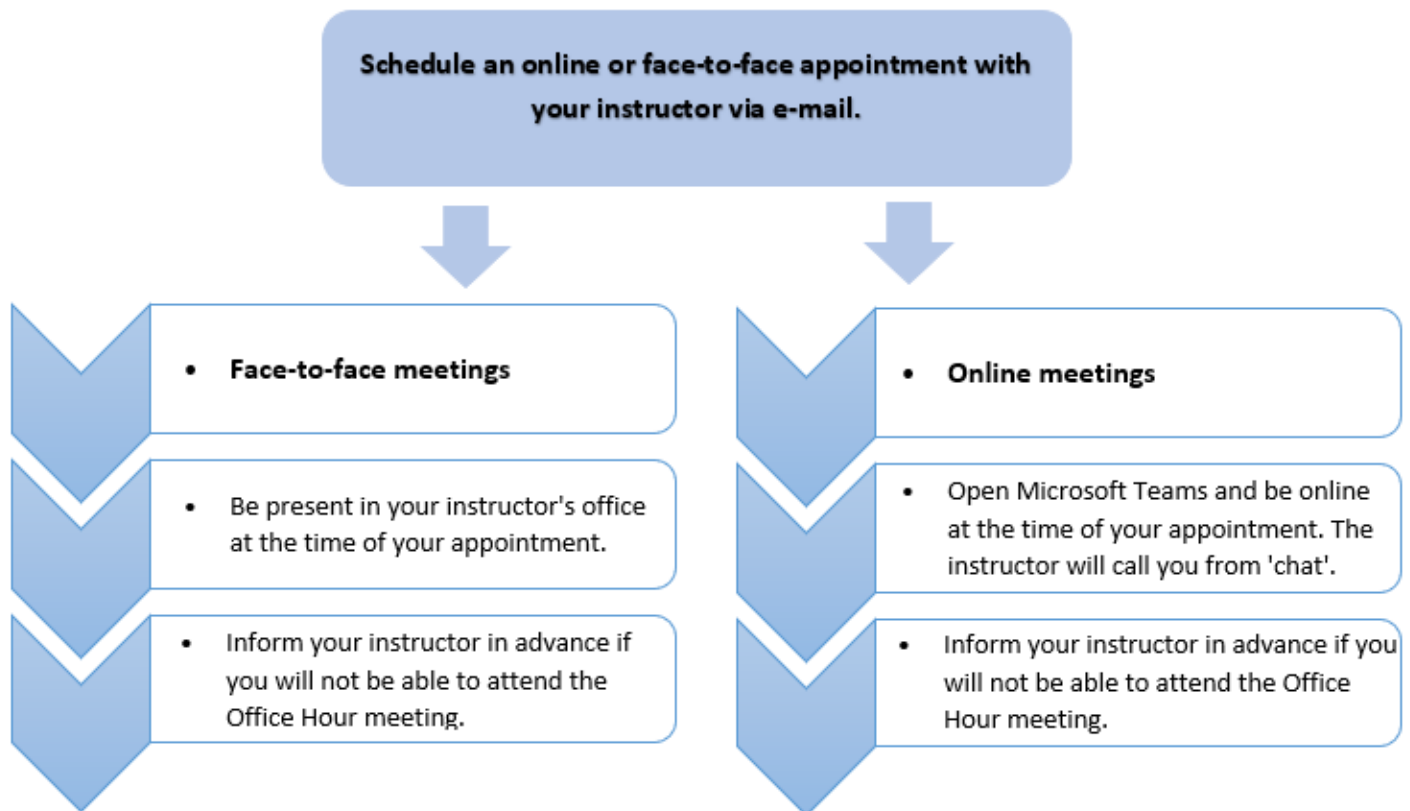 Schedule an online or face-to-face appointment with
your instructor via e-mail.
• Face-to-face meetings
• Be present in your instructor's office
at the time of your appointment.
• Inform your instructor in advance if
you will not be able to attend the
Office Hour meeting.
• Online meetings
• Open Microsoft Teams and be online
at the time of your appointment. The
instructor will call you from 'chat'.
• Inform your instructor in advance if you
will not be able to attend the Office
Hour meeting.